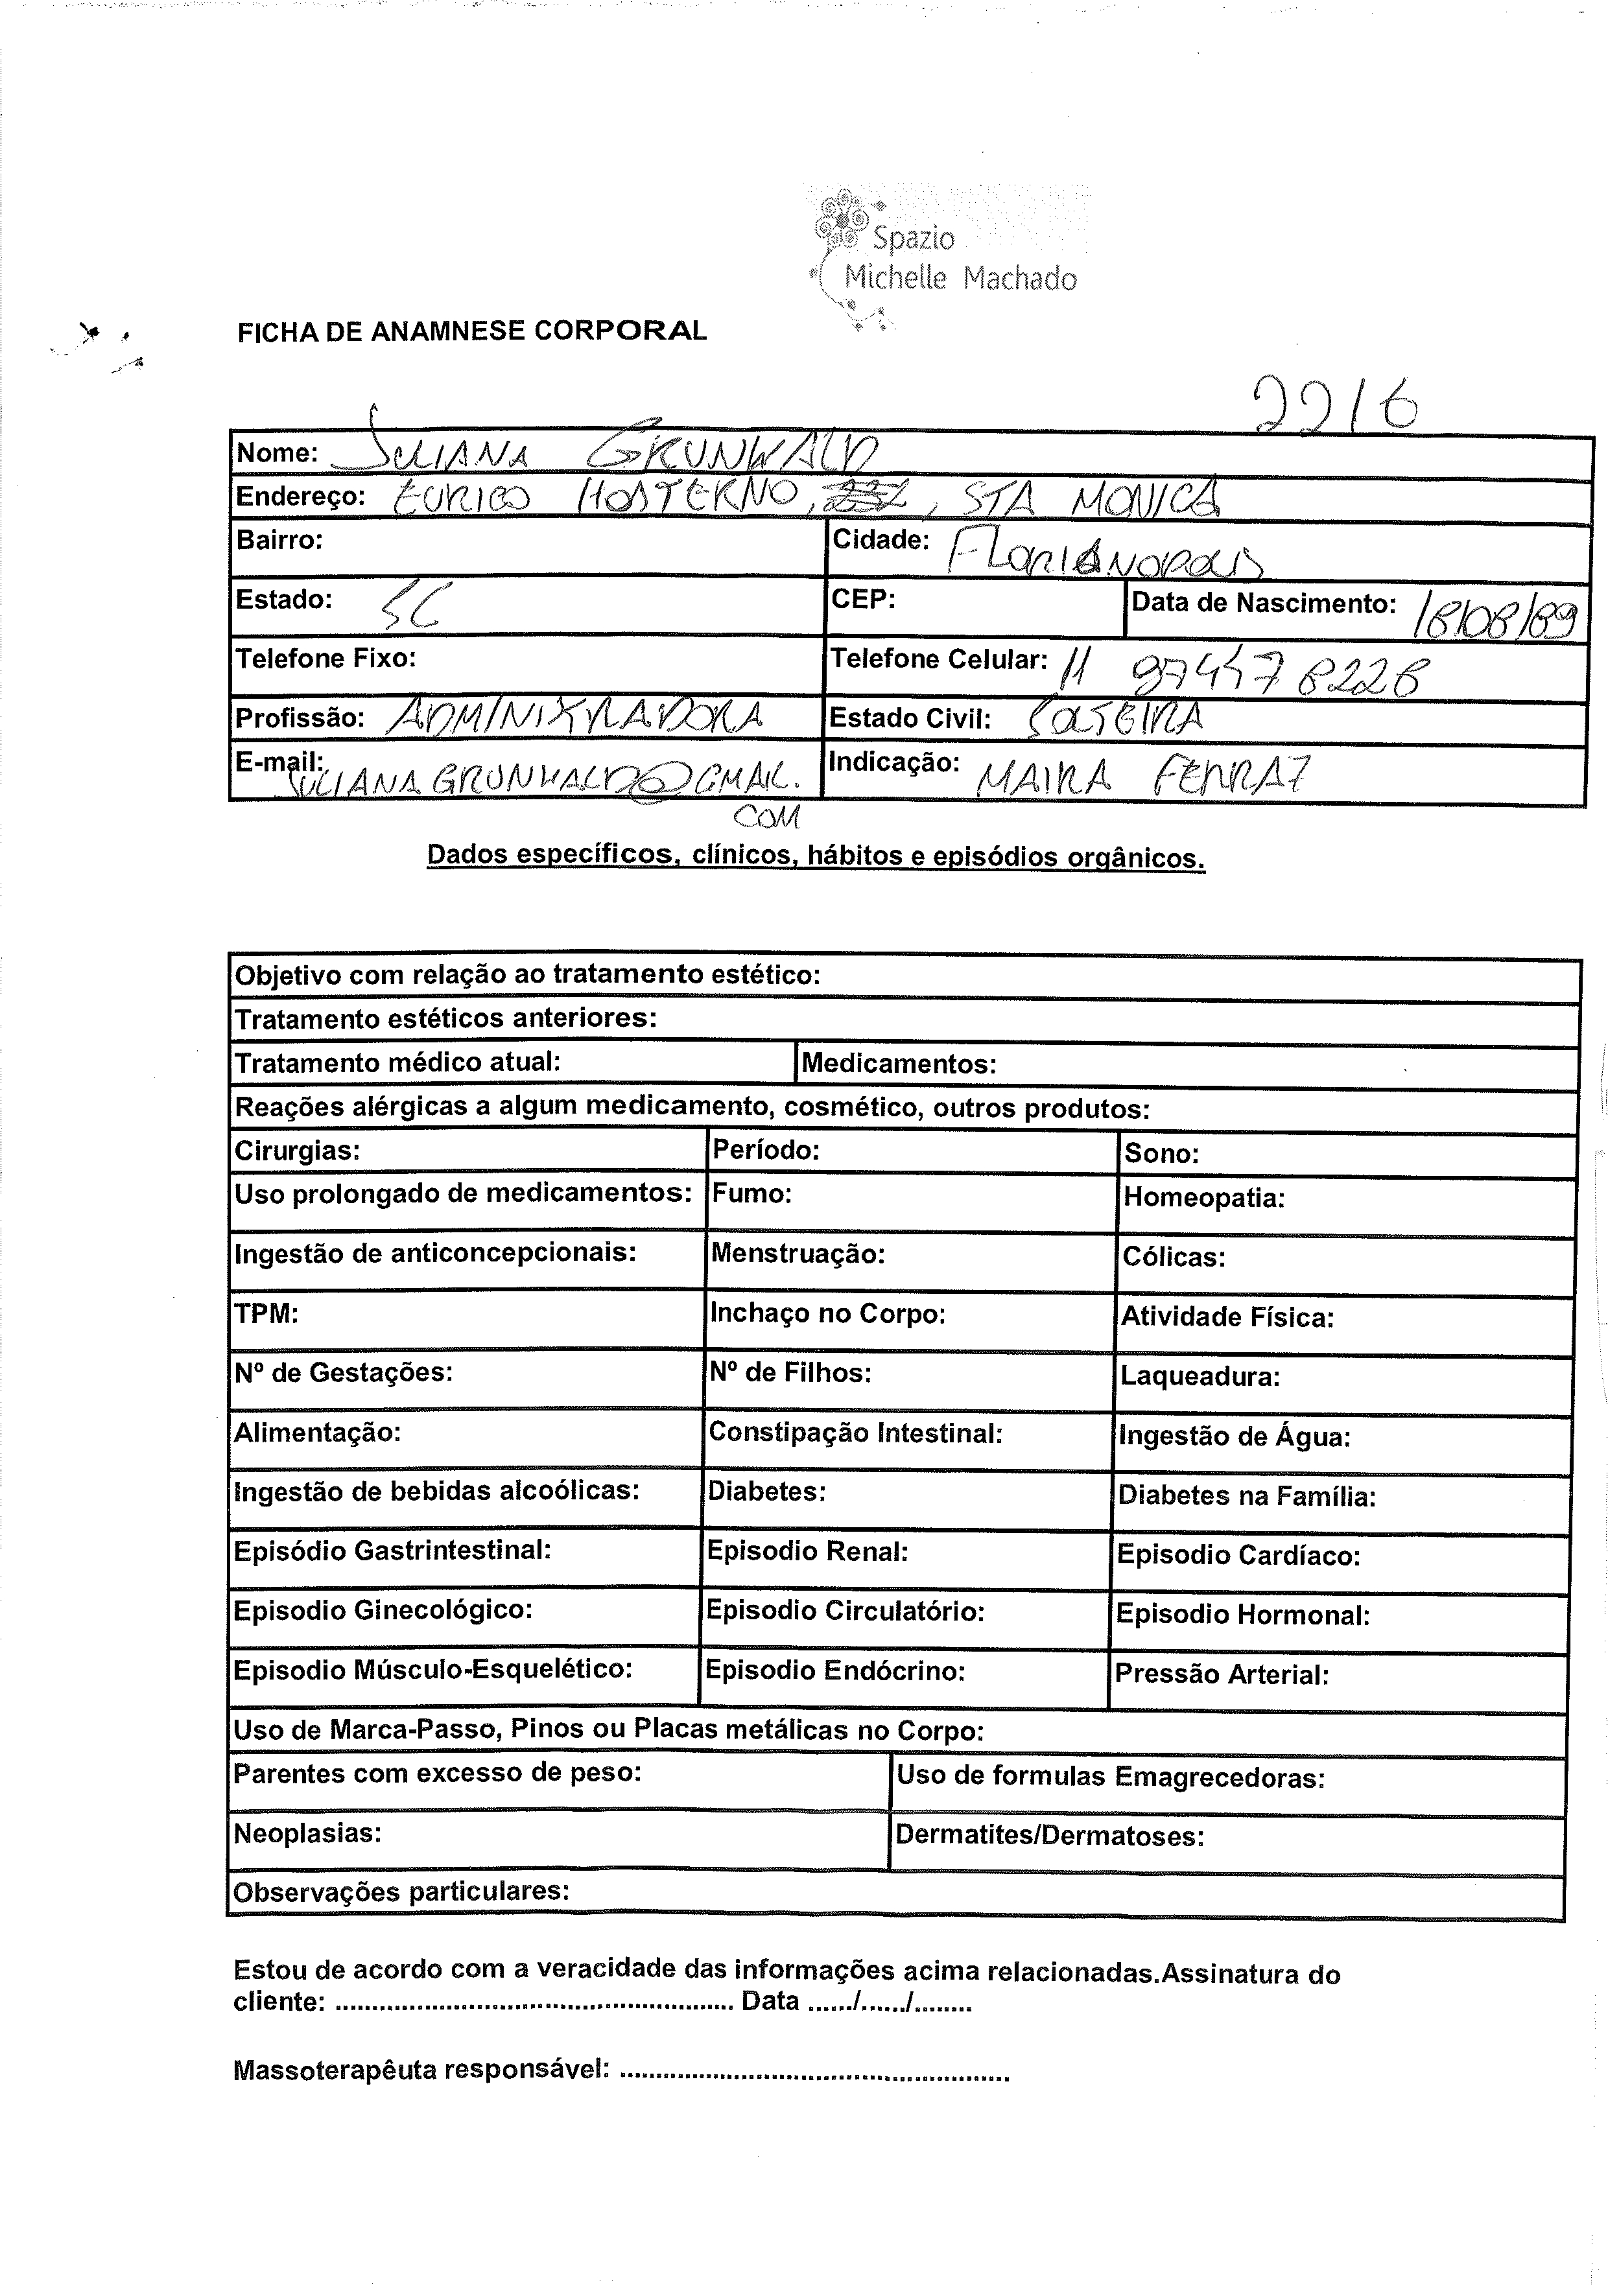 Spazio
Michelle Machado
FICHA DE ANAMNESE CORPORAL
2216
Nome: JULIANA GRUNWALD
Endereço: EURICO HOSTERNO, , STA MONICA
Bairro: Cidade: FLORIANOPOLIS
Estado: SC CEP: Data de Nascimento: 18/08/89
Telefone Fixo: Telefone Celular: 11 97447 8228
Profissão: ADMINISTRADORA Estado Civil: SOLTEIRA
E-mail: JULIANAGRUNWALD@GMAIL. Indicação: MAIRA FERRAZ
COM
Dados específicos, clínicos, hábitos e episódios orgânicos.
Objetivo com relação ao tratamento estético:
Tratamento estéticos anteriores:
Tratamento médico atual: Medicamentos:
Reações alérgicas a algum medicamento, cosmético, outros produtos:
Cirurgias: Período: Sono:
Uso prolongado de medicamentos: Fumo: Homeopatia:
Ingestão de anticoncepcionais: Menstruação: Cólicas:
TPM: Inchaço no Corpo: Atividade Física:
Nº de Gestações: Nº de Filhos: Laqueadura:
Alimentação: Constipação Intestinal: Ingestão de Água:
Ingestão de bebidas alcoólicas: Diabetes: Diabetes na Família:
Episódio Gastrintestinal: Episodio Renal: Episodio Cardíaco:
Episodio Ginecológico: Episodio Circulatório: Episodio Hormonal:
Episodio Músculo-Esquelético: Episodio Endócrino: Pressão Arterial:
Uso de Marca-Passo, Pinos ou Placas metálicas no Corpo:
Parentes com excesso de peso: Uso de formulas Emagrecedoras:
Neoplasias: Dermatites/Dermatoses:
Observações particulares:
Estou de acordo com a veracidade das informações acima relacionadas.Assinatura do
cliente: ........................................................ Data ....../....../........
Massoterapêuta responsável: ........................................................